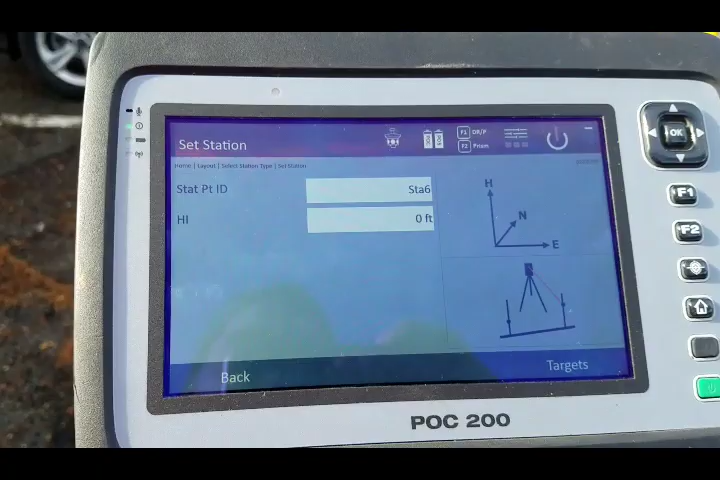 Set Station
F1 DR/P
F2 Prism
Home | Layout | Select Station Type | Set Station
Stat Pt ID Sta6
HI 0 ft
H
N
E
Back Targets
POC 200
OK
F1
F2